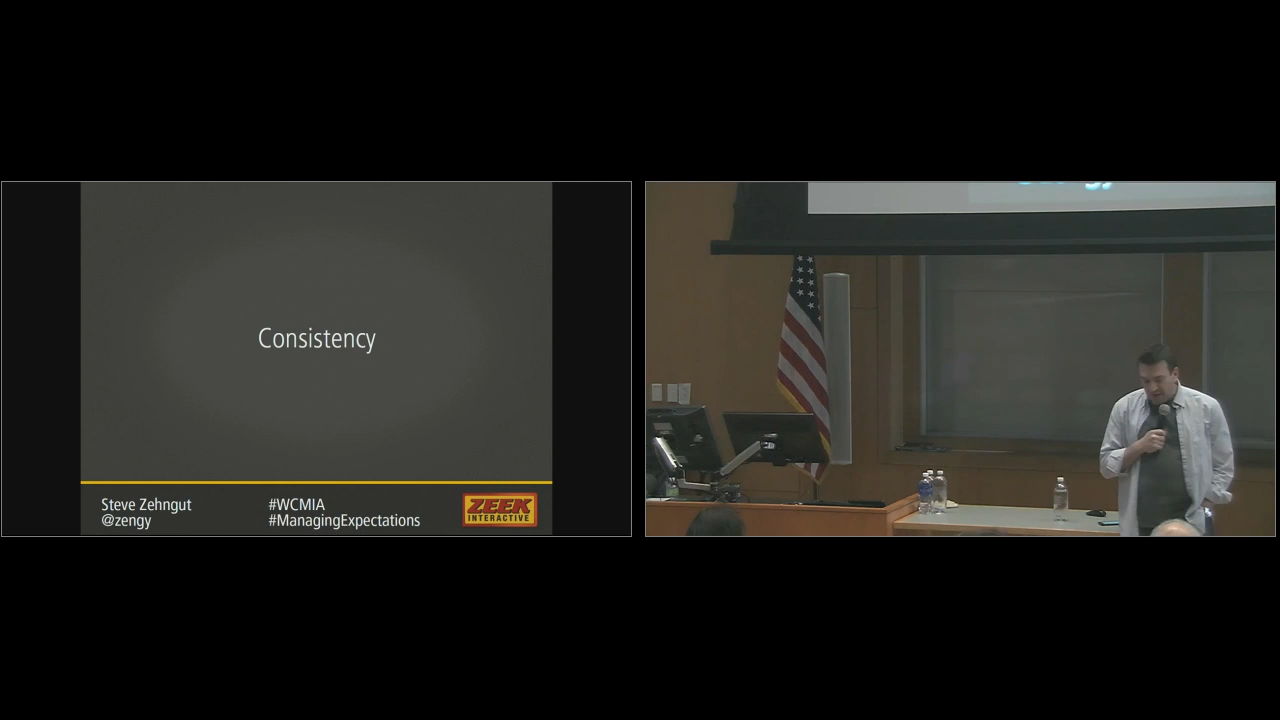 Consistency
Steve Zehngut
@zengy
#WCMIA
#ManagingExpectations
ZEEK
INTERACTIVE